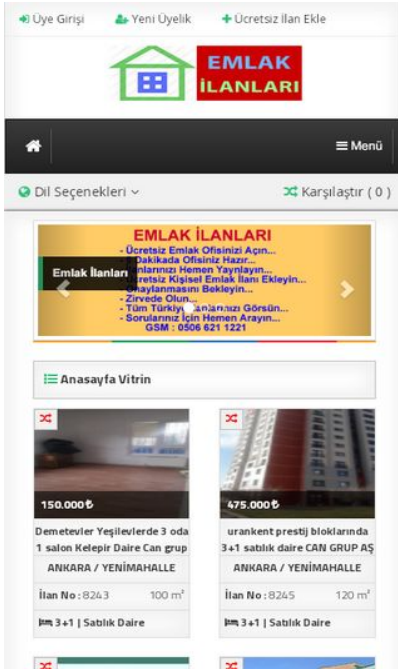 Üye Girişi Yeni Üyelik Ücretsiz İlan Ekle
EMLAK
İLANLARI
Menü
Dil Seçenekleri Karşılaştır ( 0 )
EMLAK İLANLARI
- Ücretsiz Emlak Ofisinizi Açın...
Dakikada Ofisiniz Hazır...
Emlak İlanları
Hemen Yayınlayın...
Kişisel Emlak İlanı Ekleyin...
Bekleyin...
- Zirvede Olun...
- Tüm Görsün...
- Sorularınız İçin Hemen Arayın...
GSM : 0506 621 1221
Anasayfa Vitrin
150.000 ₺
Demetevler Yeşilevlerde 3 oda
1 salon Kelepir Daire Can grup
ANKARA / YENİMAHALLE
İlan No : 8243 100 m²
3+1 | Satılık Daire
475.000 ₺
urankent prestij bloklarında
3+1 satılık daire CAN GRUP AŞ
ANKARA / YENİMAHALLE
İlan No : 8245 120 m²
3+1 | Satılık Daire